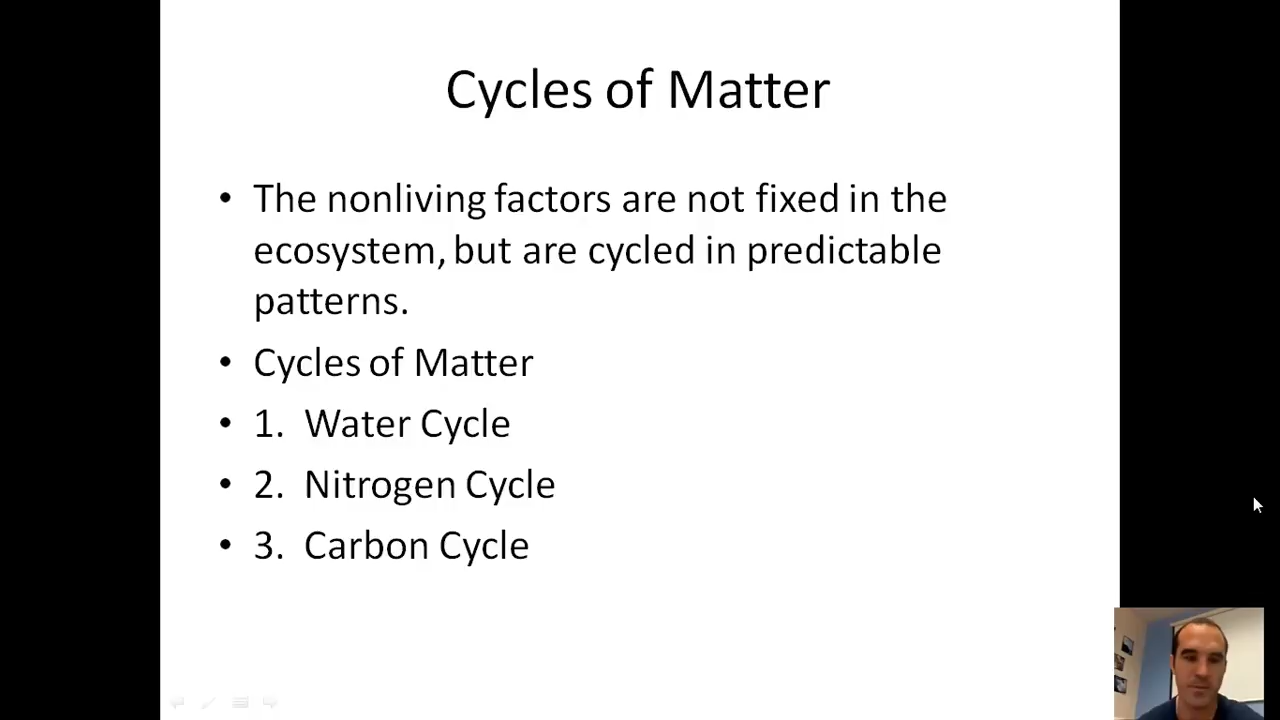 Cycles of Matter
• The nonliving factors are not fixed in the
ecosystem, but are cycled in predictable
patterns.
• Cycles of Matter
• 1. Water Cycle
• 2. Nitrogen Cycle
• 3. Carbon Cycle